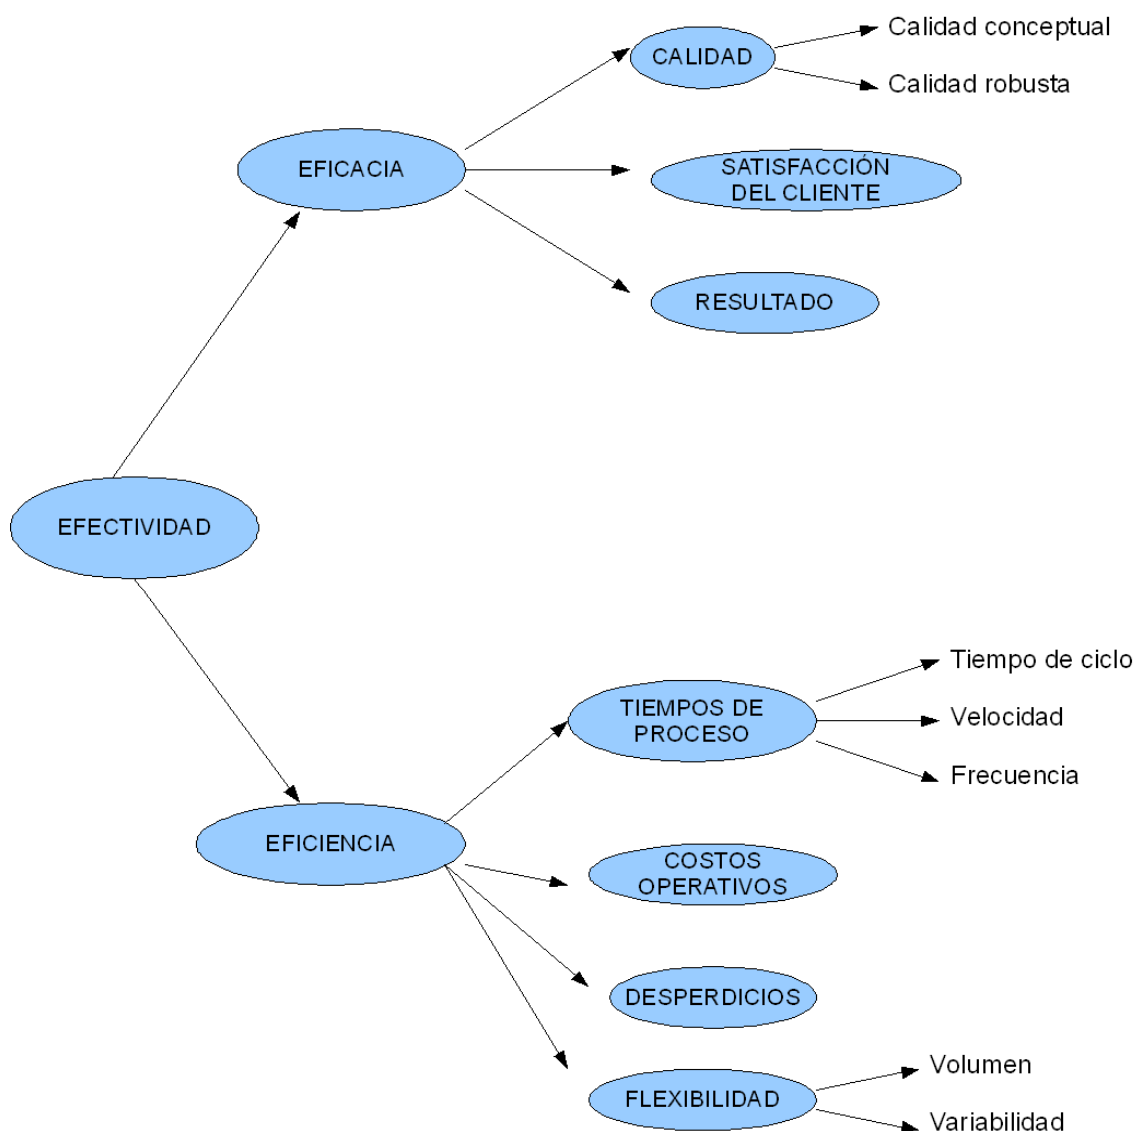 Calidad conceptual
CALIDAD
Calidad robusta
EFICACIA
SATISFACCIÓN
DEL CLIENTE
RESULTADO
EFECTIVIDAD
Tiempo de ciclo
TIEMPOS DE
PROCESO
Velocidad
Frecuencia
EFICIENCIA
COSTOS
OPERATIVOS
DESPERDICIOS
Volumen
FLEXIBILIDAD
Variabilidad